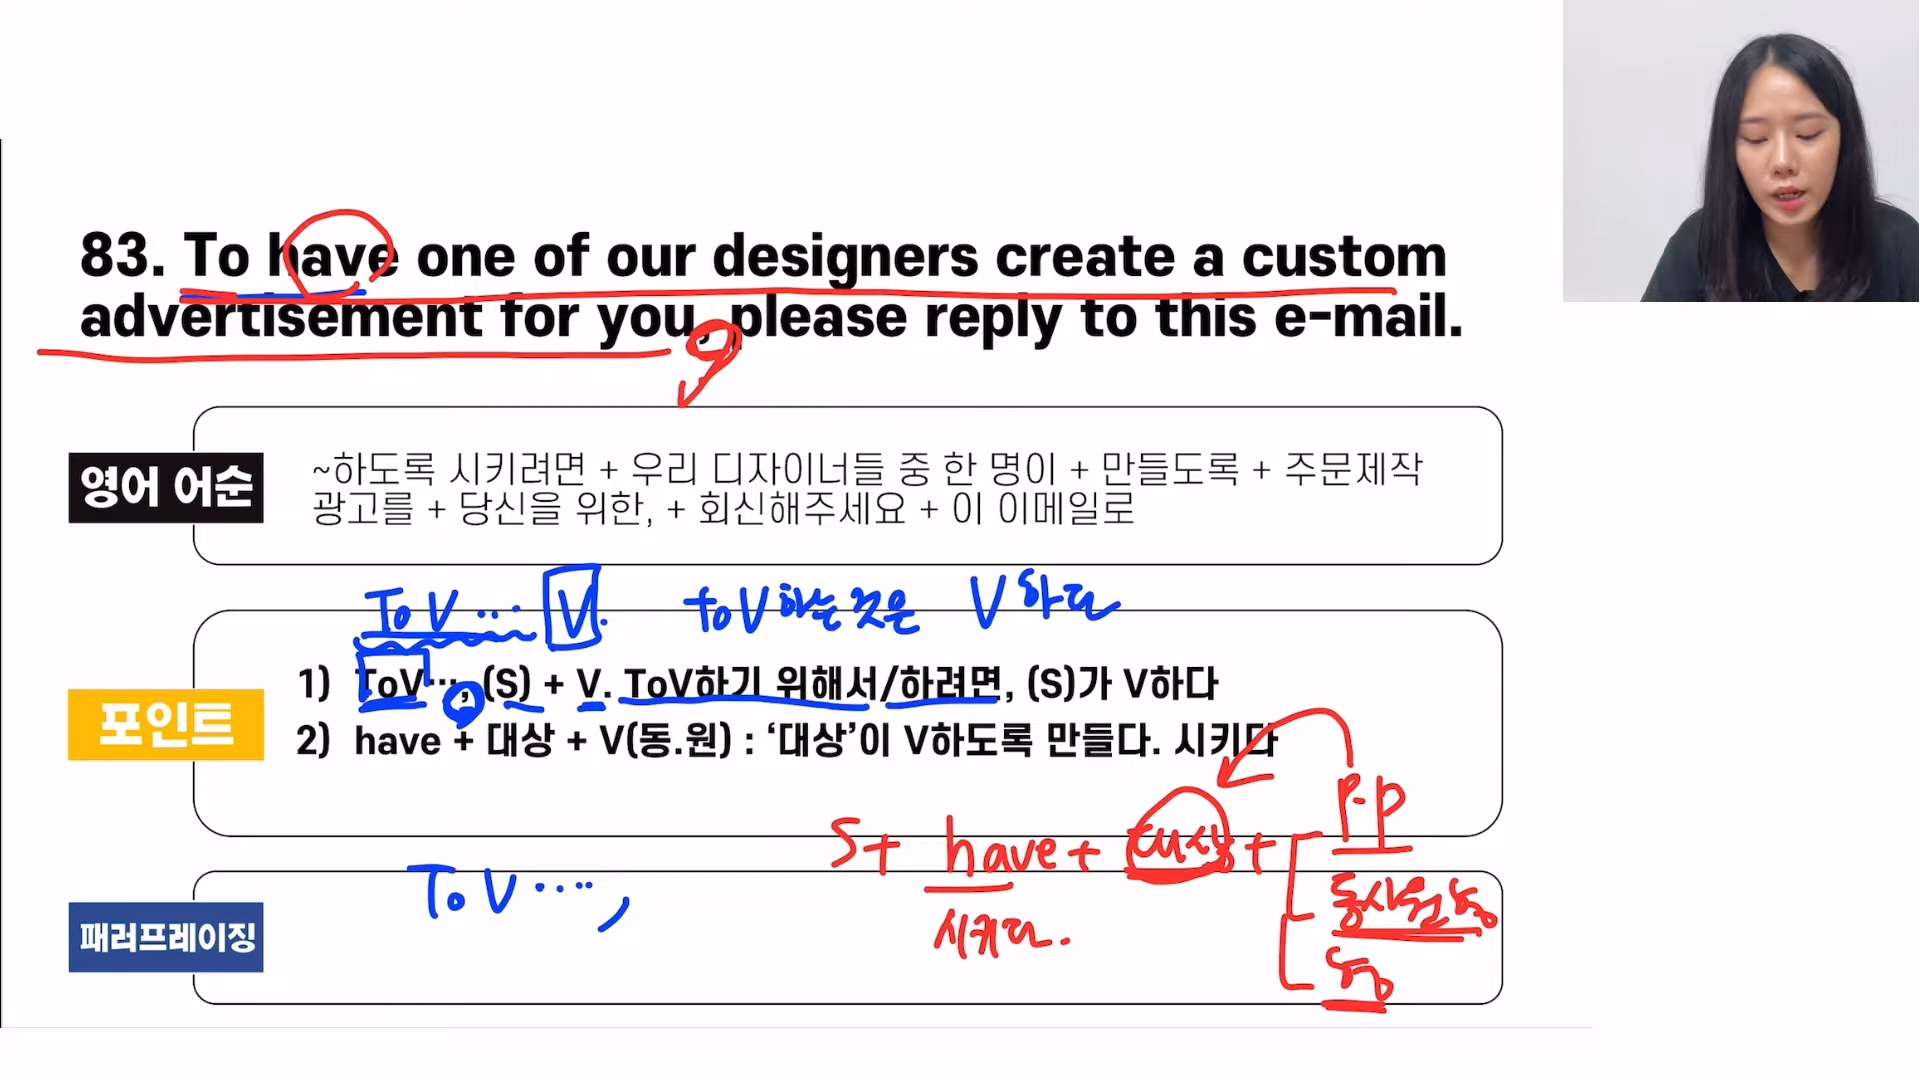 83. To have one of our designers create a custom
advertisement for you, please reply to this e-mail.
영어 어순
~하도록 시키려면 + 우리 디자이너들 중 한 명이 + 만들도록 + 주문제작
광고를 + 당신을 위한, + 회신해주세요 + 이 이메일로
To V ... V. to V하는것은 V하다
포인트
1) ToV…, (S) + V. ToV하기 위해서/하려면, (S)가 V하다
2) have + 대상 + V(동.원) : ‘대상’이 V하도록 만들다. 시키다
P.P
S + have + 대상 +
To V ....,
동사원형
시키다.
패러프레이징